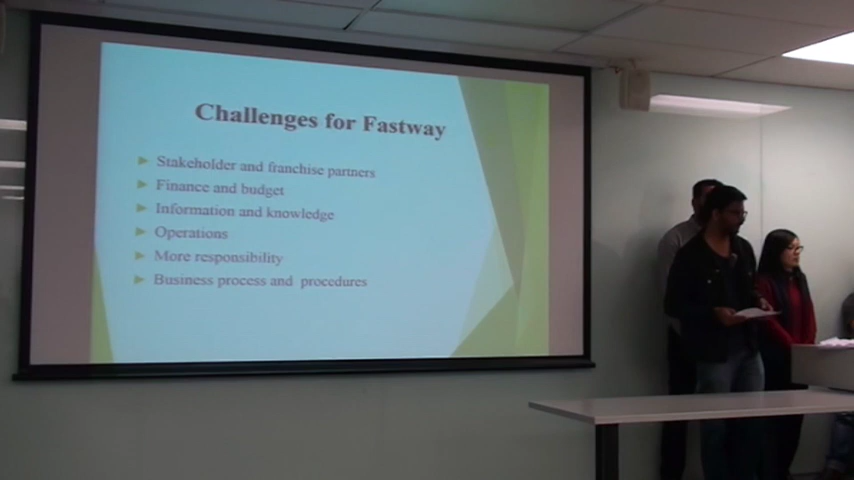 Challenges for Fastway
Stakeholder and franchise partners
Finance and budget
Information and knowledge
Operations
More responsibility
Business process and procedures